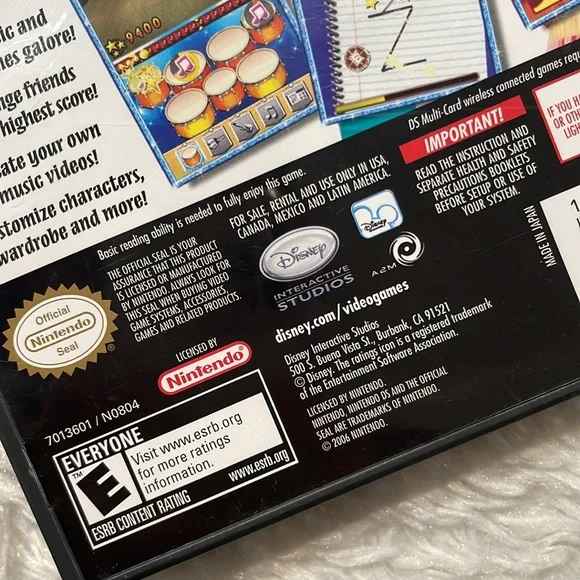 ic and
es galore!
nge friends
highest score!
ate your own
music videos!
stomize characters,
wardrobe and more!
9400
DS Multi-Card wireless connected games requ
Basic reading ability is needed to fully enjoy this game.
THE OFFICIAL SEAL IS YOUR
ASSURANCE THAT THIS PRODUCT
IS LICENSED OR MANUFACTURED
BY NINTENDO. ALWAYS LOOK FOR
THIS SEAL WHEN BUYING VIDEO
GAME SYSTEMS, ACCESSORIES,
GAMES AND RELATED PRODUCTS.
FOR SALE, RENTAL AND USE ONLY IN USA,
CANADA, MEXICO AND LATIN AMERICA.
IMPORTANT!
READ THE INSTRUCTION AND
SEPARATE HEALTH AND SAFETY
PRECAUTIONS BOOKLETS
BEFORE SETUP OR USE OF
YOUR SYSTEM.
IF YOU
OR OTH
LIG
MADE IN JAPAN
1
Disney
INTERACTIVE
STUDIOS
Disney
A2M
disney.com/videogames
Official
Nintendo
Seal
®
LICENSED BY
Nintendo®
Disney Interactive Studios
500 S. Buena Vista St., Burbank, CA 91521
© Disney. The ratings icon is a registered trademark
of the Entertainment Software Association.
LICENSED BY NINTENDO.
NINTENDO, NINTENDO DS AND THE OFFICIAL
SEAL ARE TRADEMARKS OF NINTENDO.
© 2006 NINTENDO.
7013601 / N0804
EVERYONE
E
TM
Visit www.esrb.org
for more ratings
information.
www.esrb.org
ESRB CONTENT RATING